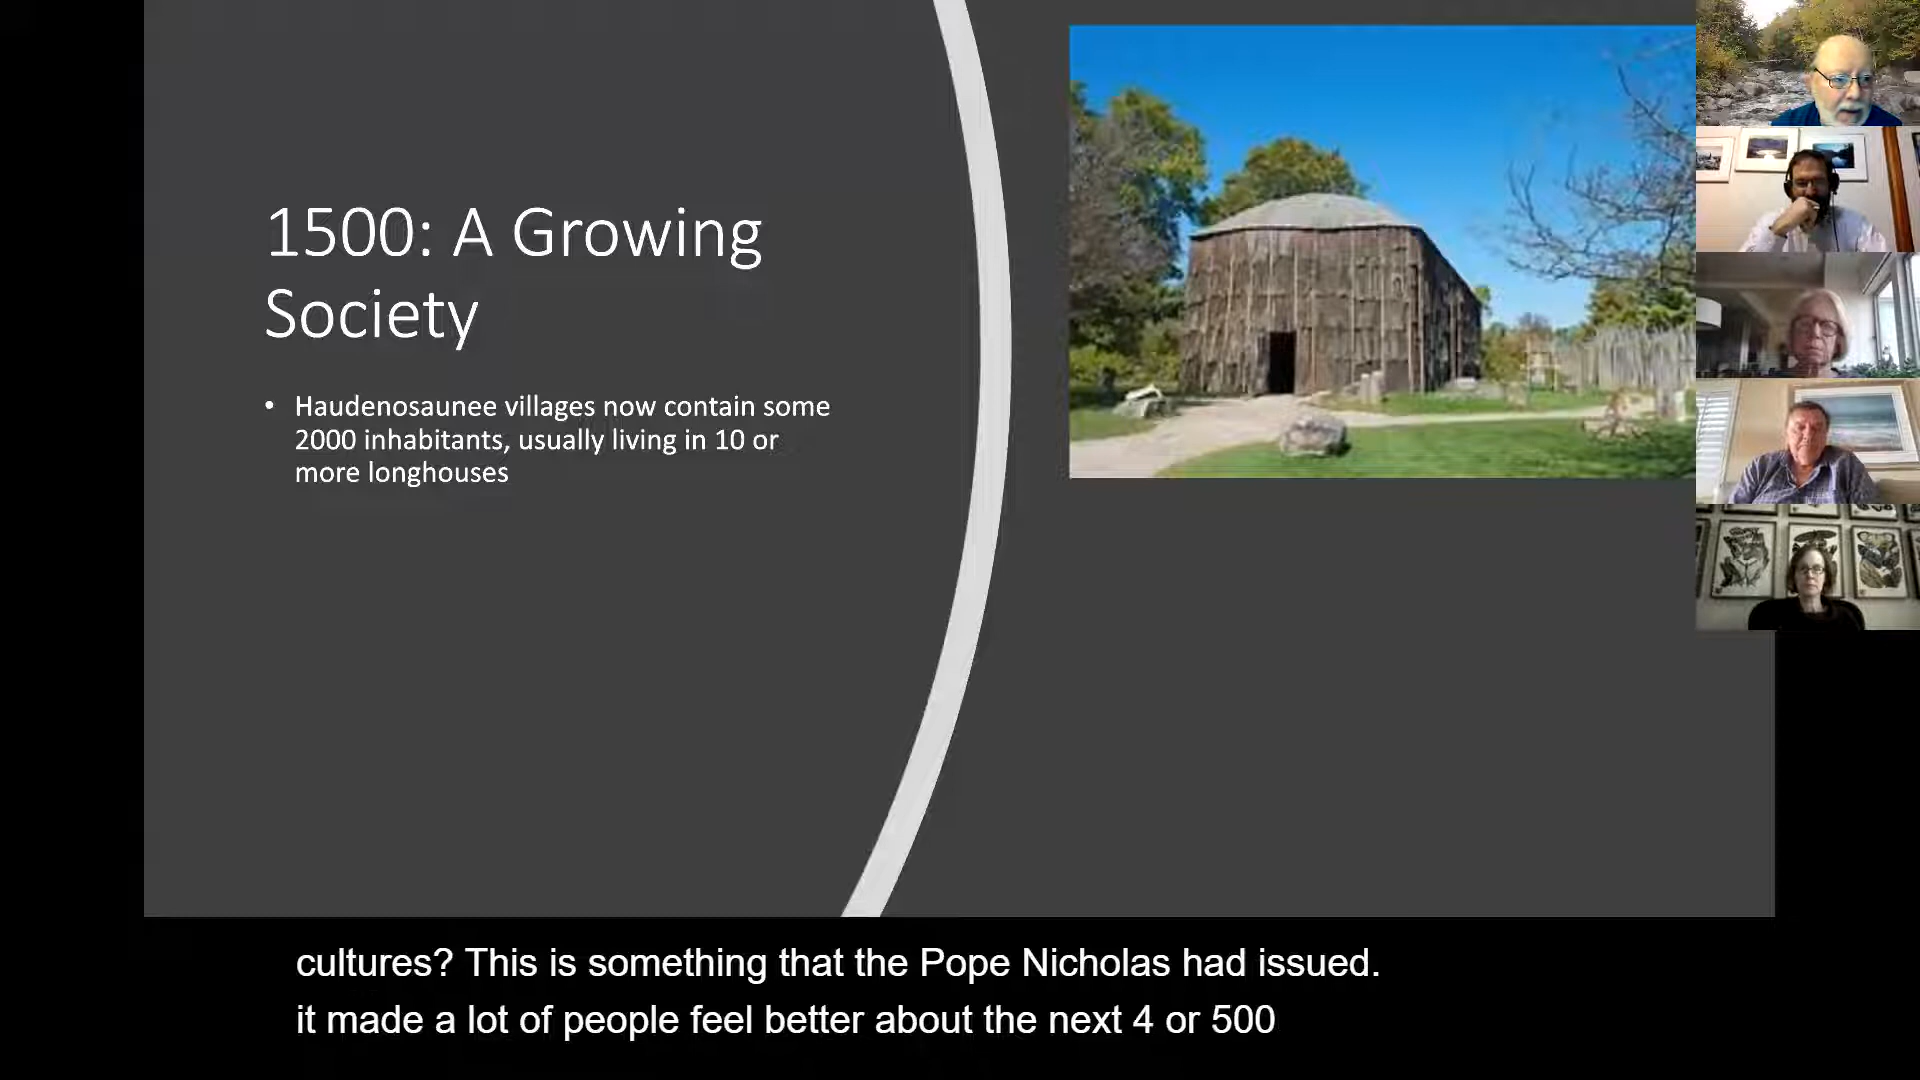 1500: A Growing
Society
• Haudenosaunee villages now contain some
2000 inhabitants, usually living in 10 or
more longhouses
cultures? This is something that the Pope Nicholas had issued.
it made a lot of people feel better about the next 4 or 500